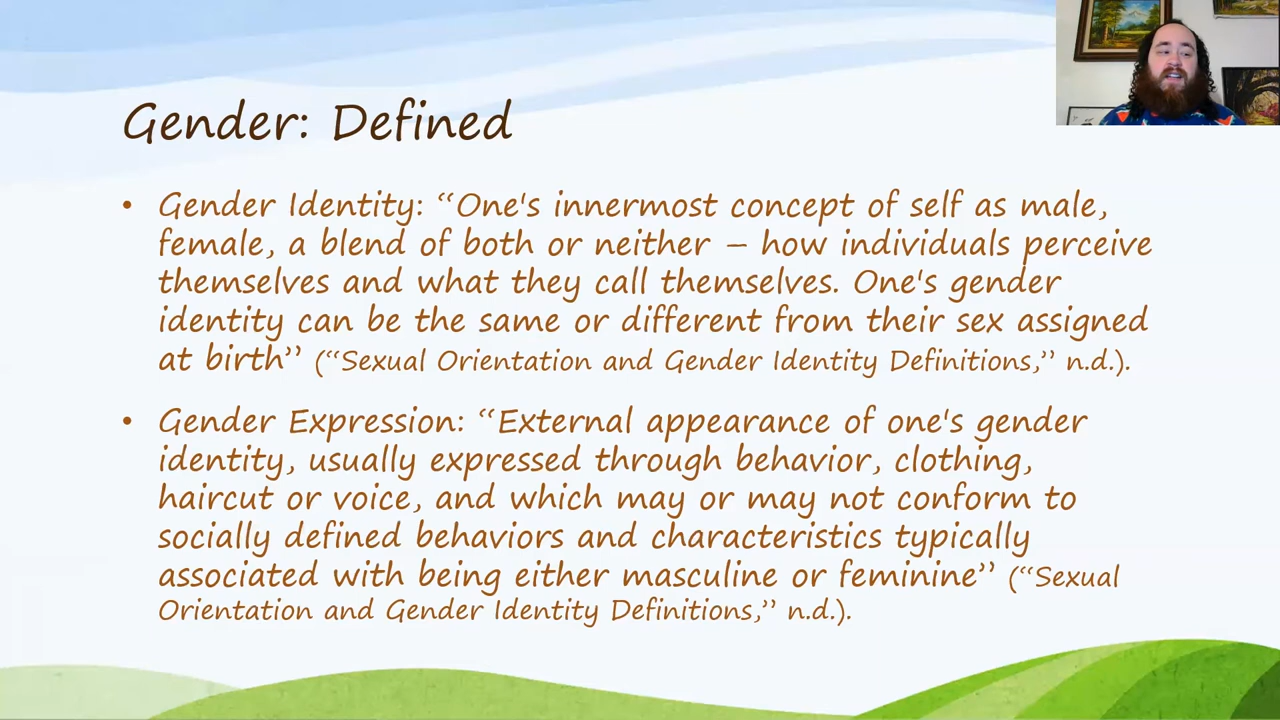 Gender: Defined
• Gender Identity: “One's innermost concept of self as male,
female, a blend of both or neither – how individuals perceive
themselves and what they call themselves. One's gender
identity can be the same or different from their sex assigned
at birth” (“Sexual Orientation and Gender Identity Definitions,” n.d.).
• Gender Expression: “External appearance of one's gender
identity, usually expressed through behavior, clothing,
haircut or voice, and which may or may not conform to
socially defined behaviors and characteristics typically
associated with being either masculine or feminine” (“Sexual
Orientation and Gender Identity Definitions,” n.d.).